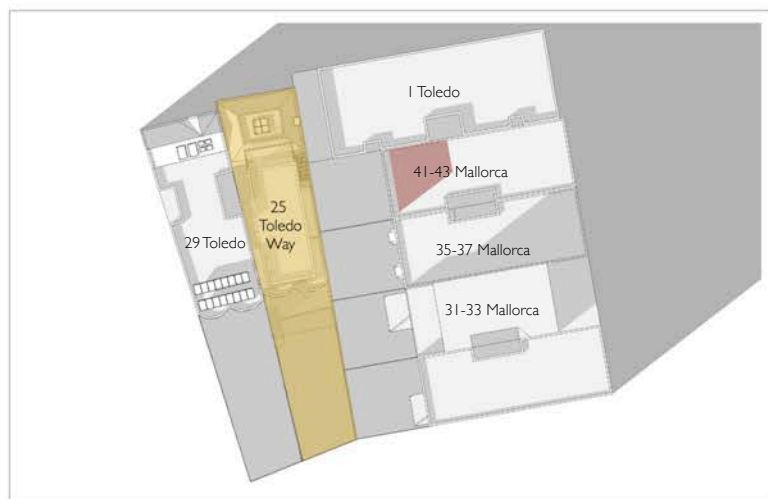 1 Toledo
41-43 Mallorca
25
Toledo
Way
29 Toledo
35-37 Mallorca
31-33 Mallorca